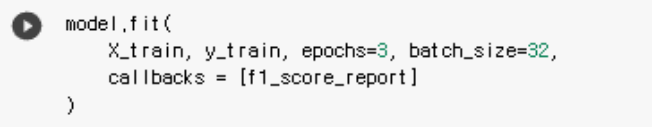 model.fit(
X_train, y_train, epochs=3, batch_size=32,
callbacks = [f1_score_report]
)